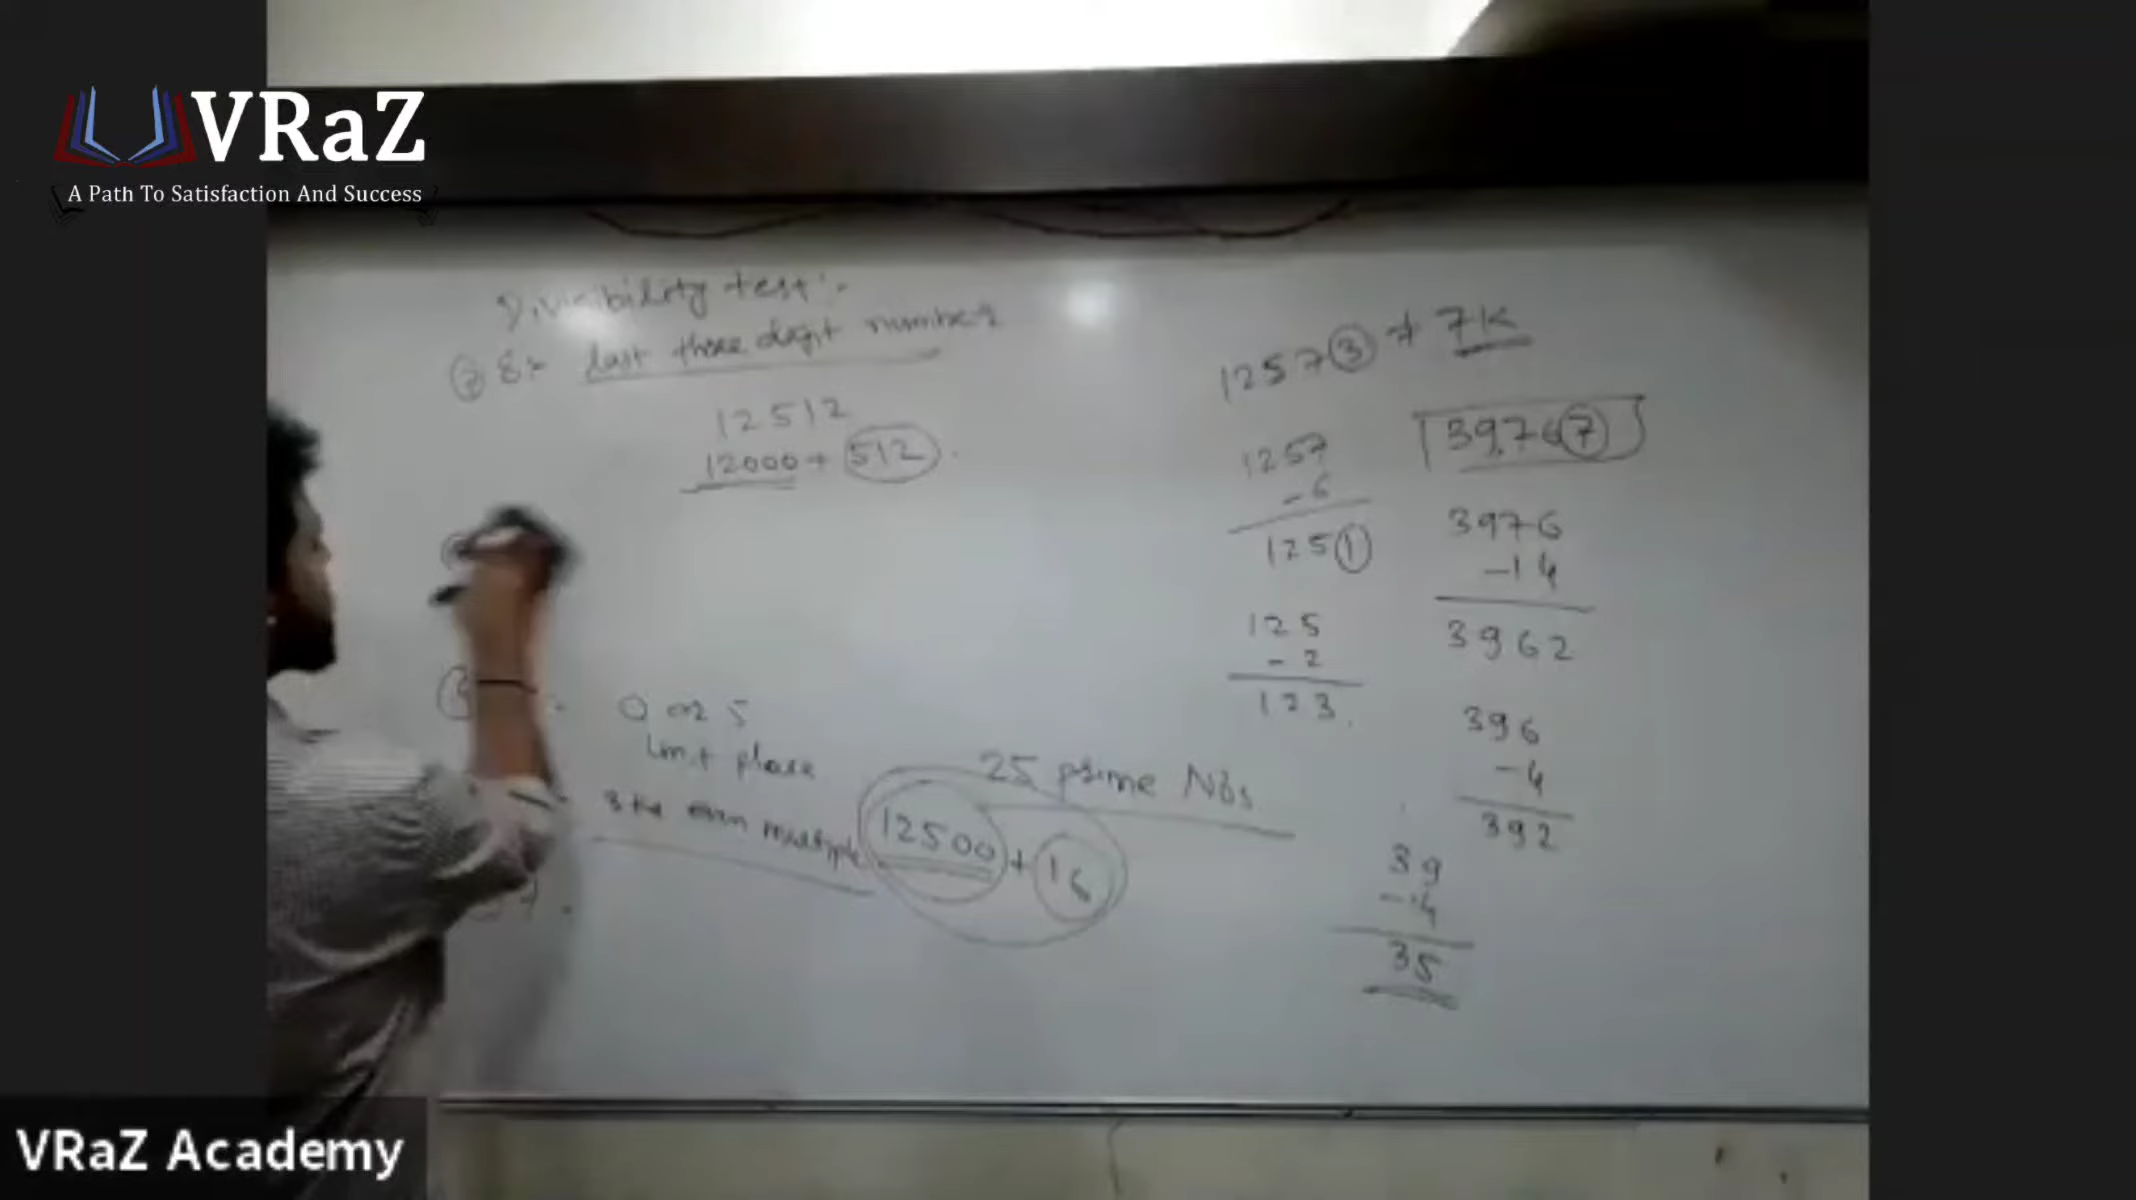 VRaZ
A Path To Satisfaction And Success
Divisibility test:-
⑦ 8:- last three digit number
12512
12000 + 512
0 or 5
Unit place
3 the even multiple
25 prime Nos
12500 + 16
12573 ≠ 7K
1257
- 6
1251
125
- 2
123
39767
3976
-14
3962
396
-4
392
39
-4
35
VRaZ Academy